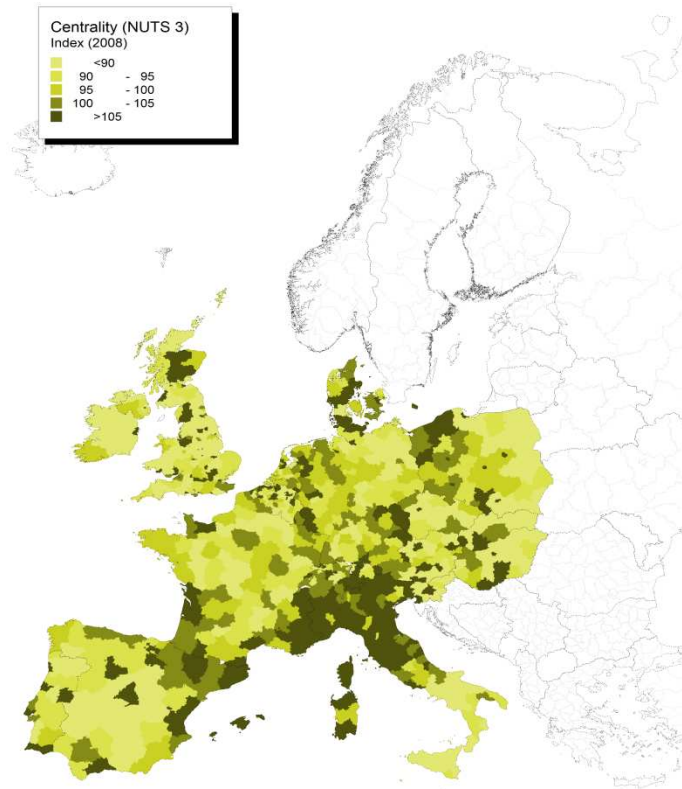 Centrality (NUTS 3)
Index (2008)
<90
90 - 95
95 - 100
100 - 105
>105